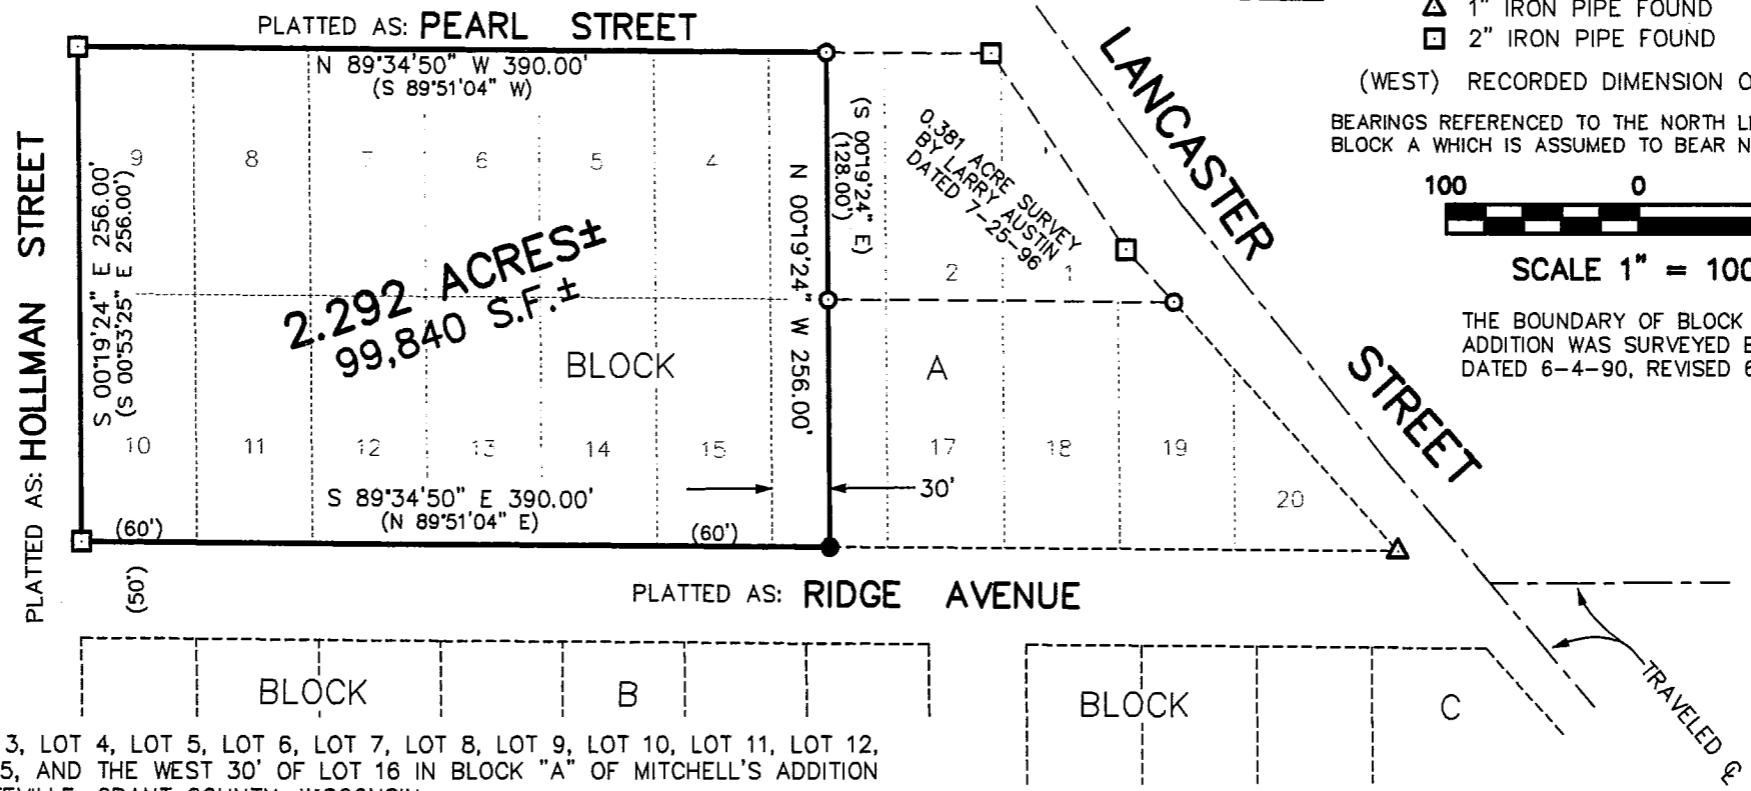 PLATTED AS: PEARL STREET
N 89°34'50" W 390.00'
(S 89°51'04" W)
PLATTED AS: HOLLMAN STREET
S 00°19'24" E 256.00'
(S 00°53'25" E 256.00')
9
8
7
6
5
4
N 00°19'24" W 256.00'
(S 00°19'24" E)
(128.00')
0.381 ACRE SURVEY
BY LARRY AUSTIN
DATED 7-25-96
2
1
2.292 ACRES±
99,840 S.F.±
BLOCK A
10
11
12
13
14
15
17
18
19
20
S 89°34'50" E 390.00'
(N 89°51'04" E)
30'
(60')
(60')
(50')
PLATTED AS: RIDGE AVENUE
LANCASTER STREET
1" IRON PIPE FOUND
2" IRON PIPE FOUND
(WEST) RECORDED DIMENSION
BEARINGS REFERENCED TO THE NORTH
BLOCK A WHICH IS ASSUMED TO BEAR N
100 0
SCALE 1" = 100
THE BOUNDARY OF BLOCK
ADDITION WAS SURVEYED
DATED 6-4-90, REVISED 6
TRAVELED ℄
BLOCK B
BLOCK C
3, LOT 4, LOT 5, LOT 6, LOT 7, LOT 8, LOT 9, LOT 10, LOT 11, LOT 12,
5, AND THE WEST 30' OF LOT 16 IN BLOCK "A" OF MITCHELL'S ADDITION